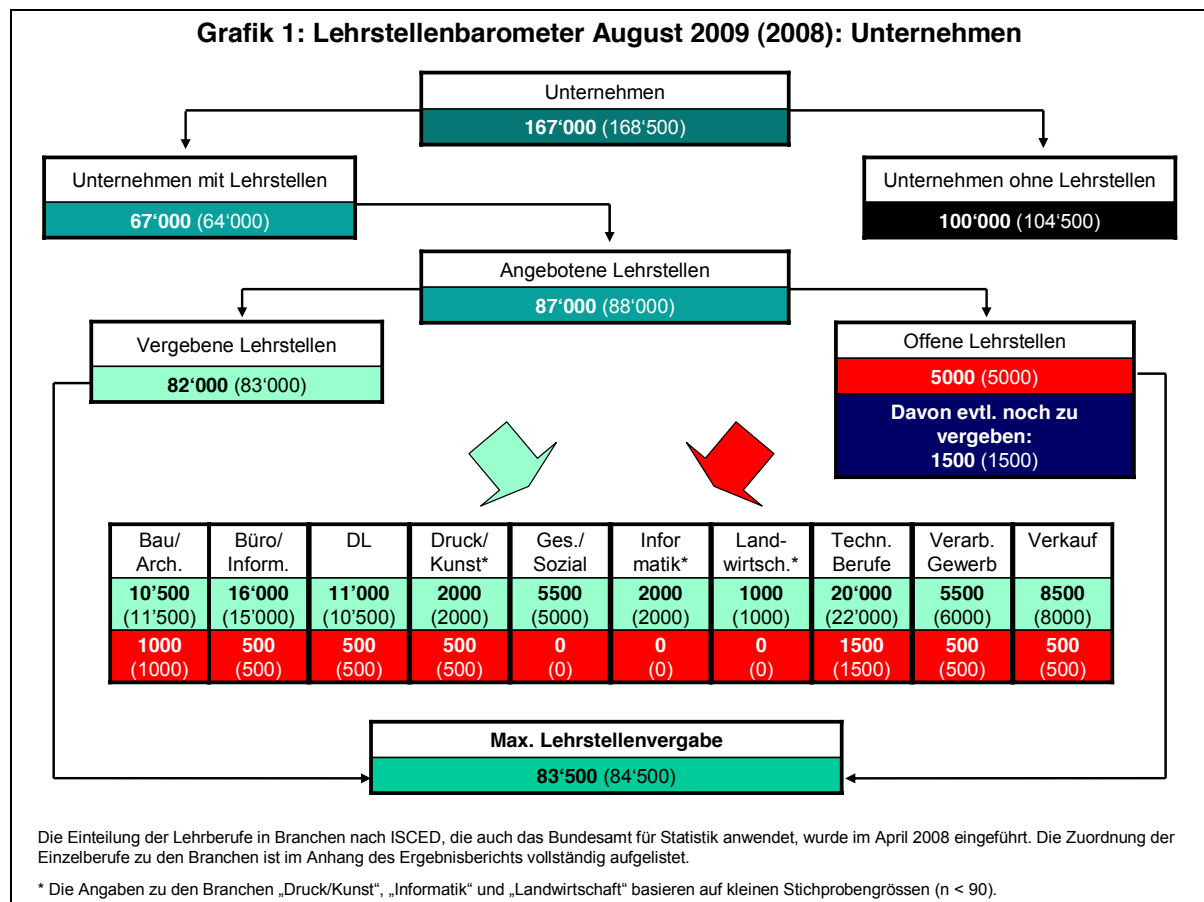 Grafik 1: Lehrstellenbarometer August 2009 (2008): Unternehmen
Unternehmen
167‘000 (168‘500)
Unternehmen mit Lehrstellen
67‘000 (64‘000)
Unternehmen ohne Lehrstellen
100‘000 (104‘500)
Angebotene Lehrstellen
87‘000 (88‘000)
Vergebene Lehrstellen
82‘000 (83‘000)
Offene Lehrstellen
5000 (5000)
Davon evtl. noch zu
vergeben:
1500 (1500)
Bau/ Büro/ DL Druck/ Ges./ Infor Land- Techn. Verarb. Verkauf
Arch. Inform. Kunst* Sozial matik* wirtsch.* Berufe Gewerb
10’500 16‘000 11’000 2000 5500 2000 1000 20‘000 5500 8500
(11’500) (15’000) (10’500) (2000) (5000) (2000) (1000) (22’000) (6000) (8000)
1000 500 500 500 0 0 0 1500 500 500
(1000) (500) (500) (500) (0) (0) (0) (1500) (500) (500)
Max. Lehrstellenvergabe
83‘500 (84‘500)
Die Einteilung der Lehrberufe in Branchen nach ISCED, die auch das Bundesamt für Statistik anwendet, wurde im April 2008 eingeführt. Die Zuordnung der
Einzelberufe zu den Branchen ist im Anhang des Ergebnisberichts vollständig aufgelistet.
* Die Angaben zu den Branchen „Druck/Kunst“, „Informatik“ und „Landwirtschaft“ basieren auf kleinen Stichprobengrössen (n < 90).